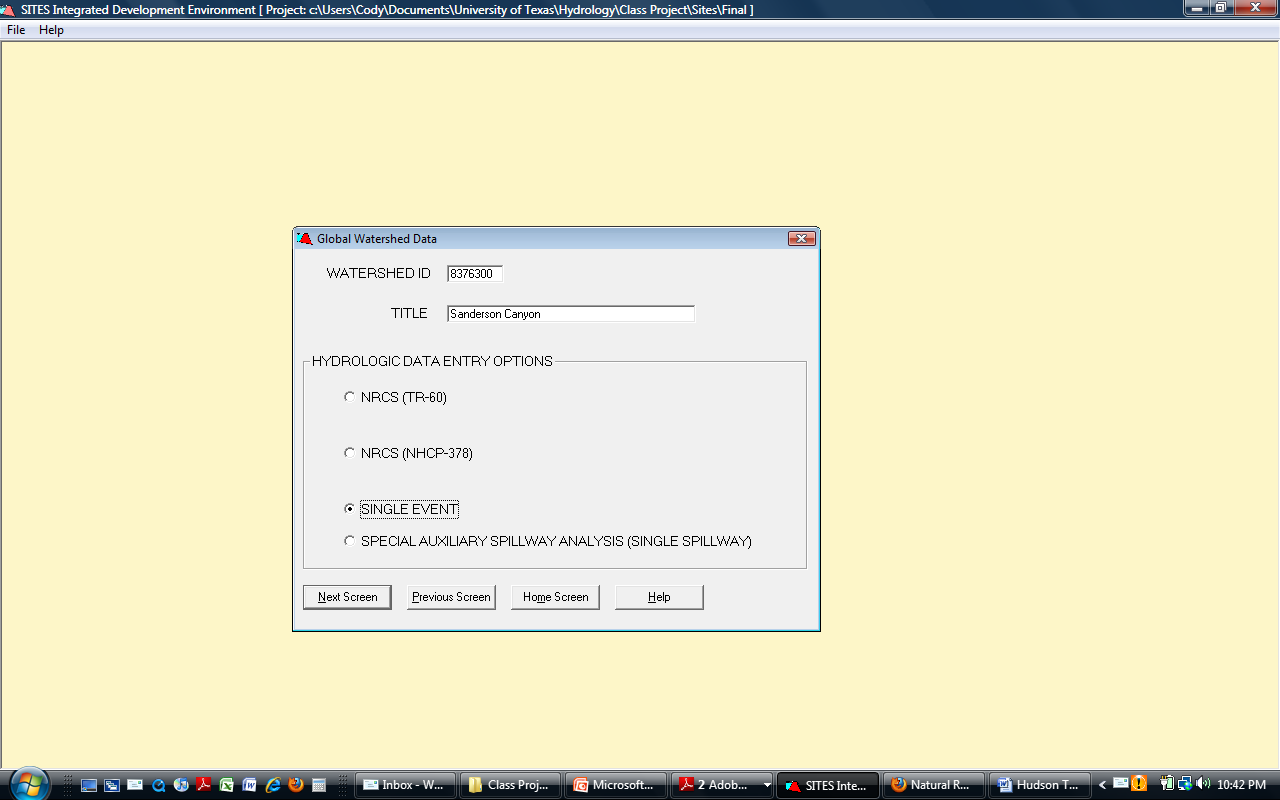 SITES Integrated Development Environment [ Project: c:\Users\Cody\Documents\University of Texas\Hydrology\Class Project\Sites\Final ]
File Help
Global Watershed Data
WATERSHED ID 8376300
TITLE Sanderson Canyon
HYDROLOGIC DATA ENTRY OPTIONS
NRCS (TR-60)
NRCS (NHCP-378)
SINGLE EVENT
SPECIAL AUXILIARY SPILLWAY ANALYSIS (SINGLE SPILLWAY)
Next Screen Previous Screen Home Screen Help
Inbox - W... Class Proj... Microsoft... 2 Adob... SITES Inte... Natural R... Hudson T... 10:42 PM